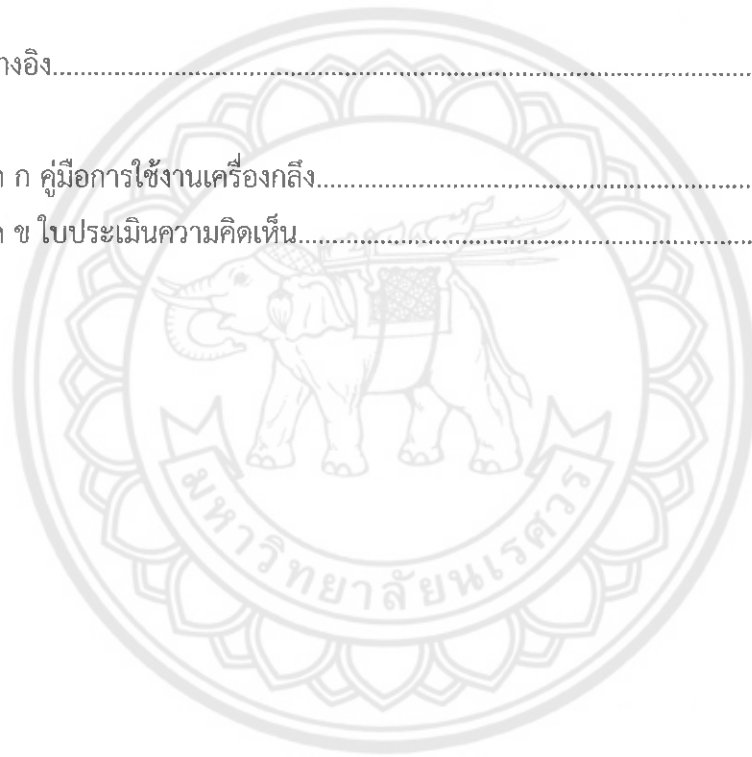 างอิง
ก คู่มือการใช้งานเครื่องกลึง
ข ใบประเมินความคิดเห็น
มหาวิทยาลัยนเรศวร